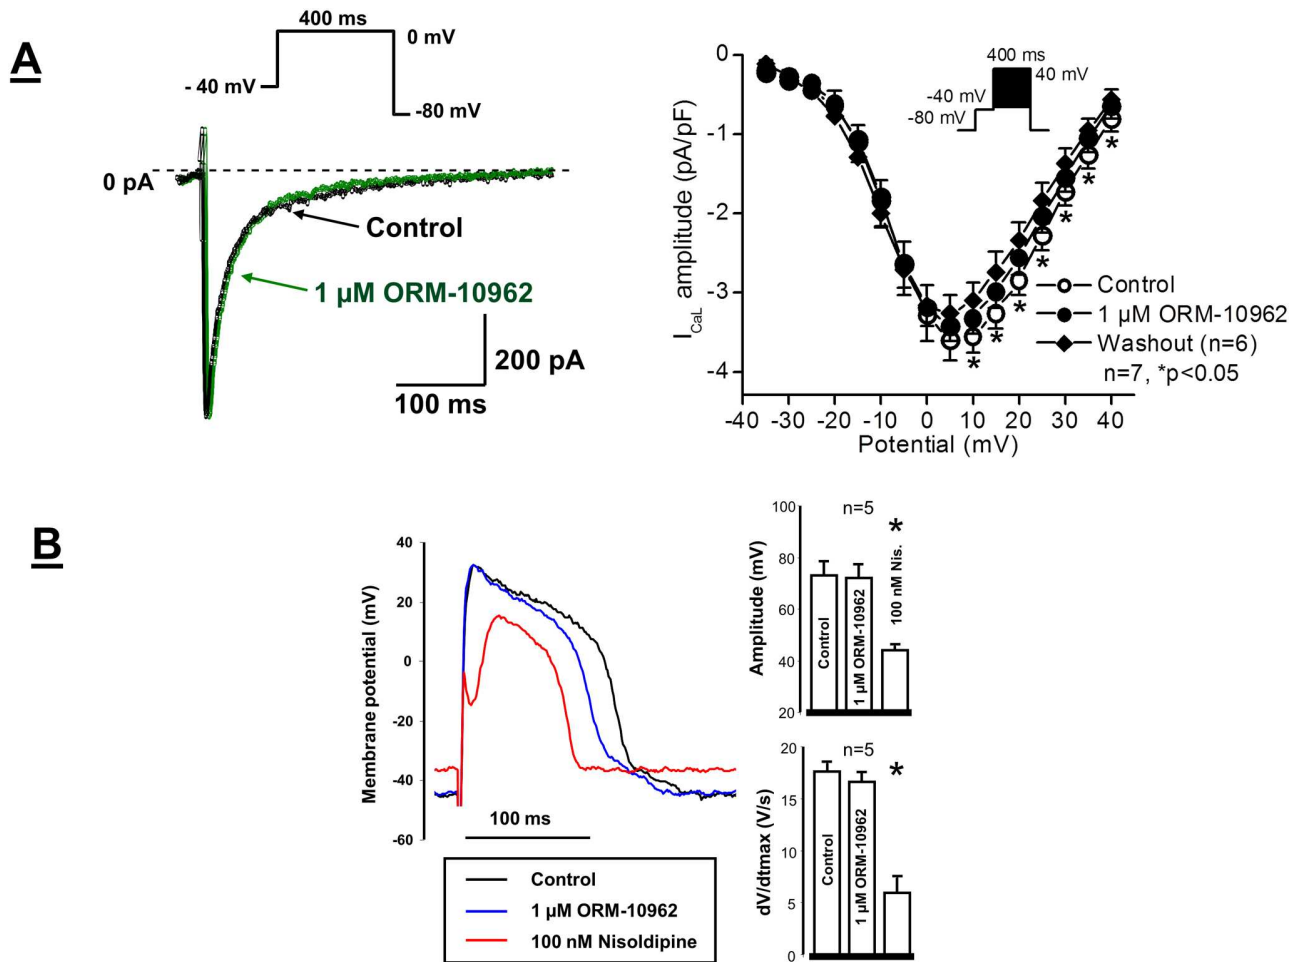 A
400 ms
0 mV
- 40 mV
-80 mV
0 pA
Control
1 µM ORM-10962
200 pA
100 ms
0
-1
-2
-3
-4
I_CaL amplitude (pA/pF)
400 ms
40 mV
-40 mV
-80 mV
* * * * * * *
Control
1 µM ORM-10962
Washout (n=6)
n=7, *p<0.05
-40 -30 -20 -10 0 10 20 30 40
Potential (mV)
B
40
20
0
-20
-40
-60
Membrane potential (mV)
100 ms
Control
1 µM ORM-10962
100 nM Nisoldipine
100
80
60
40
20
Amplitude (mV)
n=5
*
Control
1 µM ORM-10962
100 nM Nis.
20
15
10
5
0
dV/dtmax (V/s)
n=5
*
Control
1 µM ORM-10962